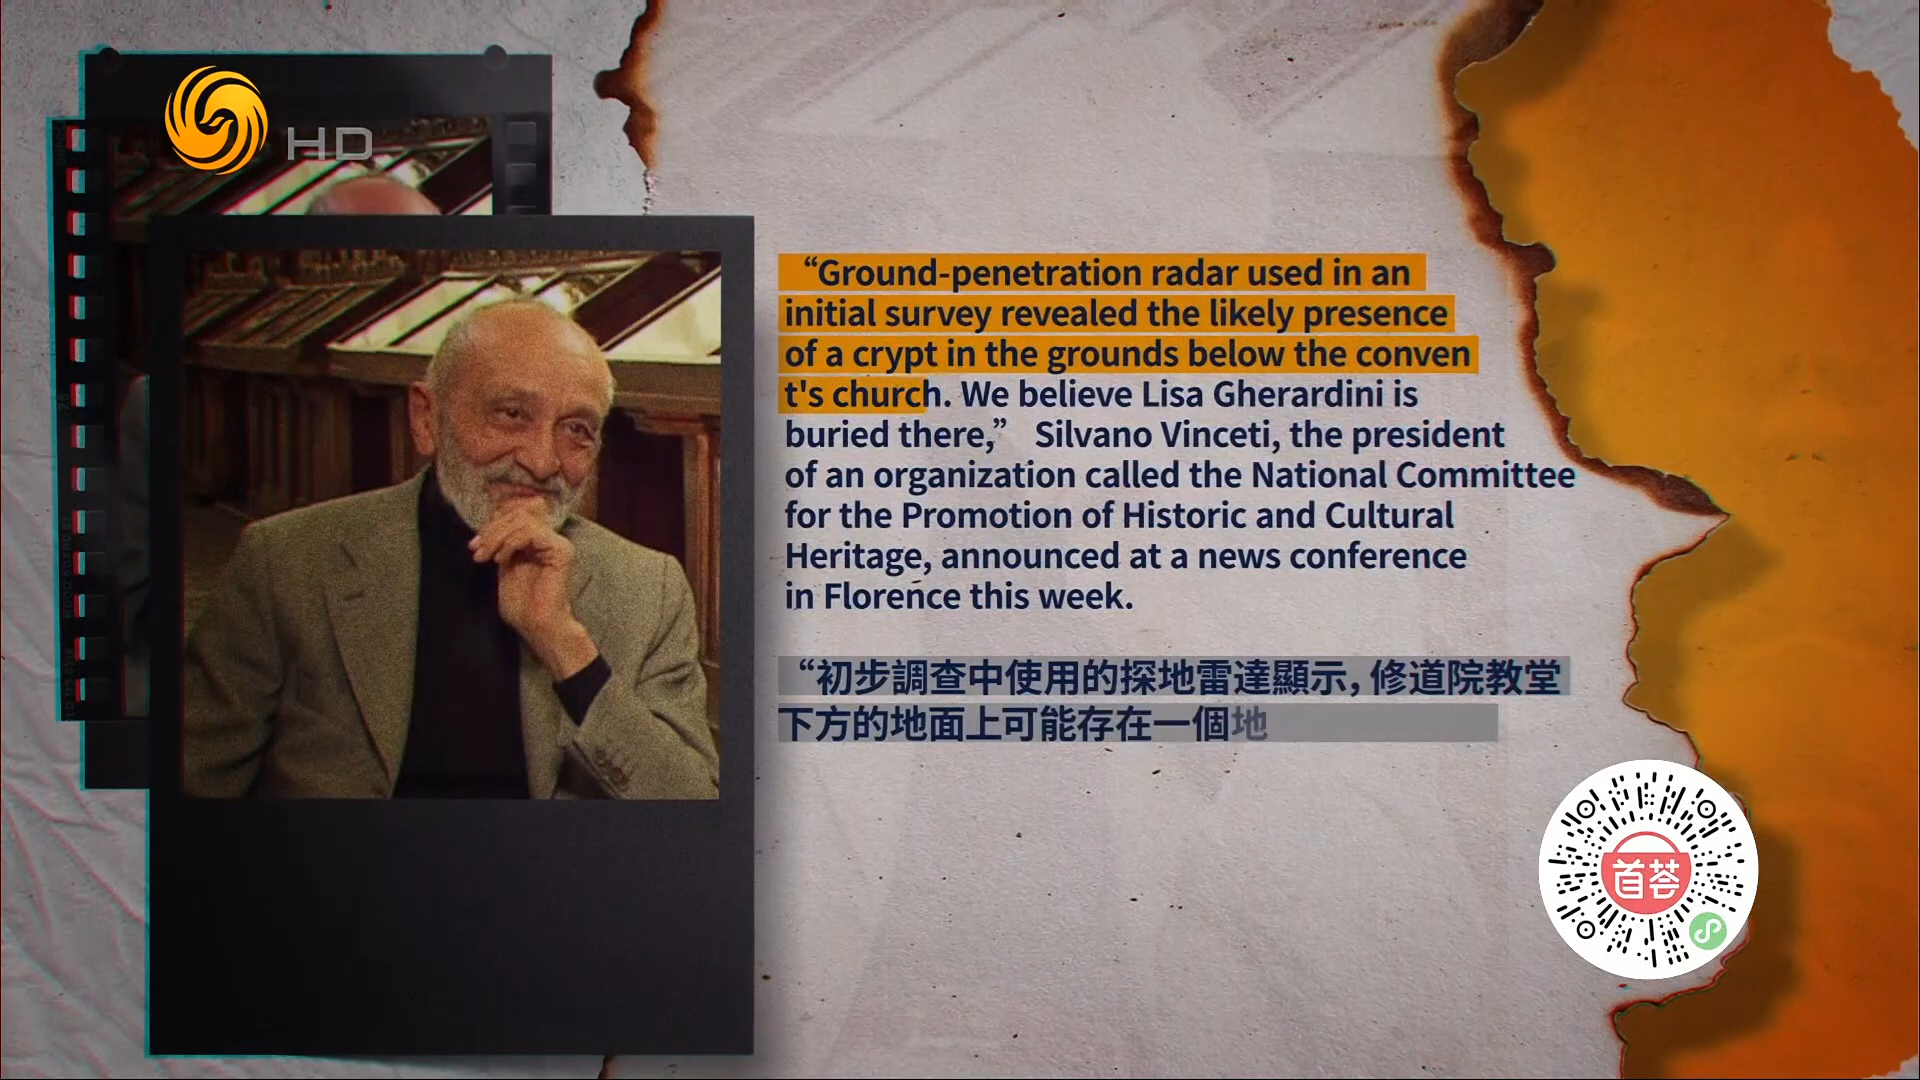 HD
“Ground-penetration radar used in an
initial survey revealed the likely presence
of a crypt in the grounds below the conven
t's church. We believe Lisa Gherardini is
buried there,” Silvano Vinceti, the president
of an organization called the National Committee
for the Promotion of Historic and Cultural
Heritage, announced at a news conference
in Florence this week.
“初步調查中使用的探地雷達顯示，修道院教堂
下方的地面上可能存在一個地
首荟